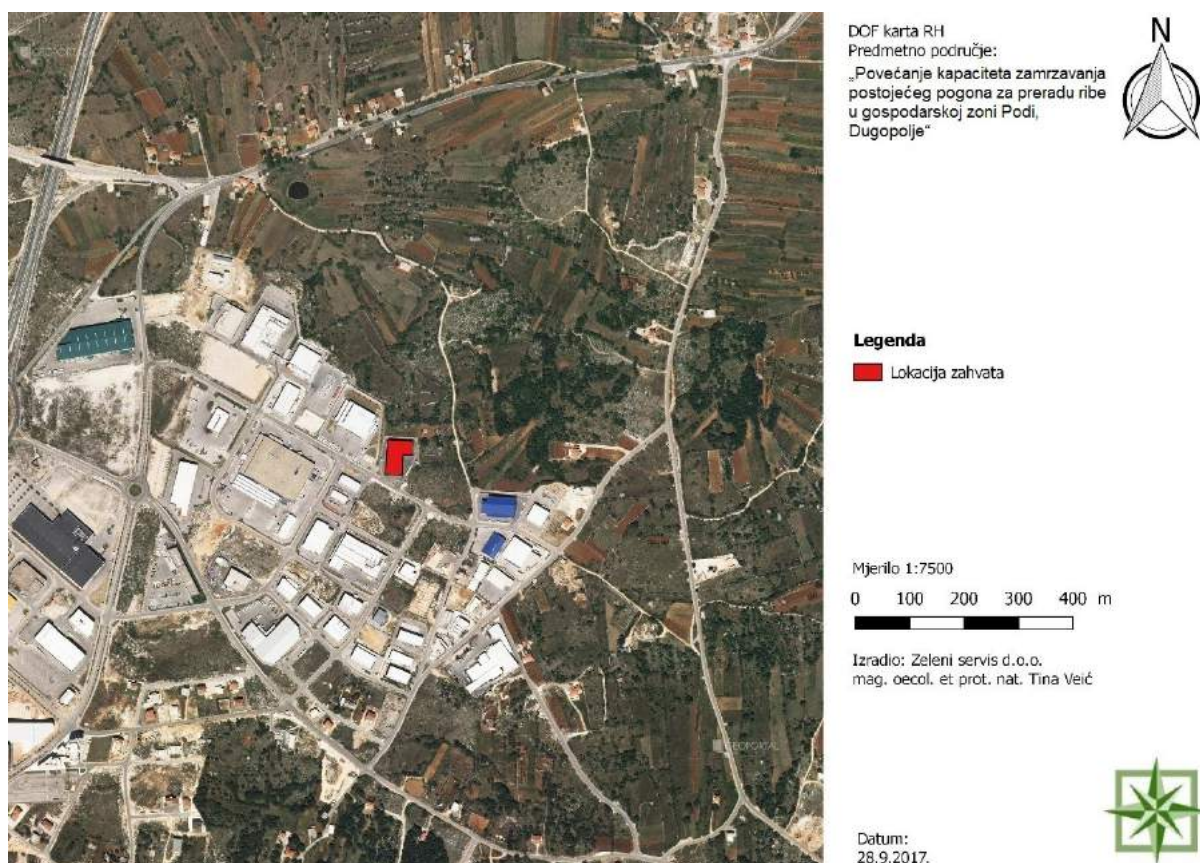 DOF karta RH
Predmetno područje:
„Povećanje kapaciteta zamrzavanja
postojećeg pogona za preradu ribe
u gospodarskoj zoni Podi,
Dugopolje“
N
Legenda
Lokacija zahvata
Mjerilo 1:7500
0 100 200 300 400 m
Izradio: Zeleni servis d.o.o.
mag. oecol. et prot. nat. Tina Veić
Datum:
28.9.2017.
GEOPORTAL
GEOPORTAL